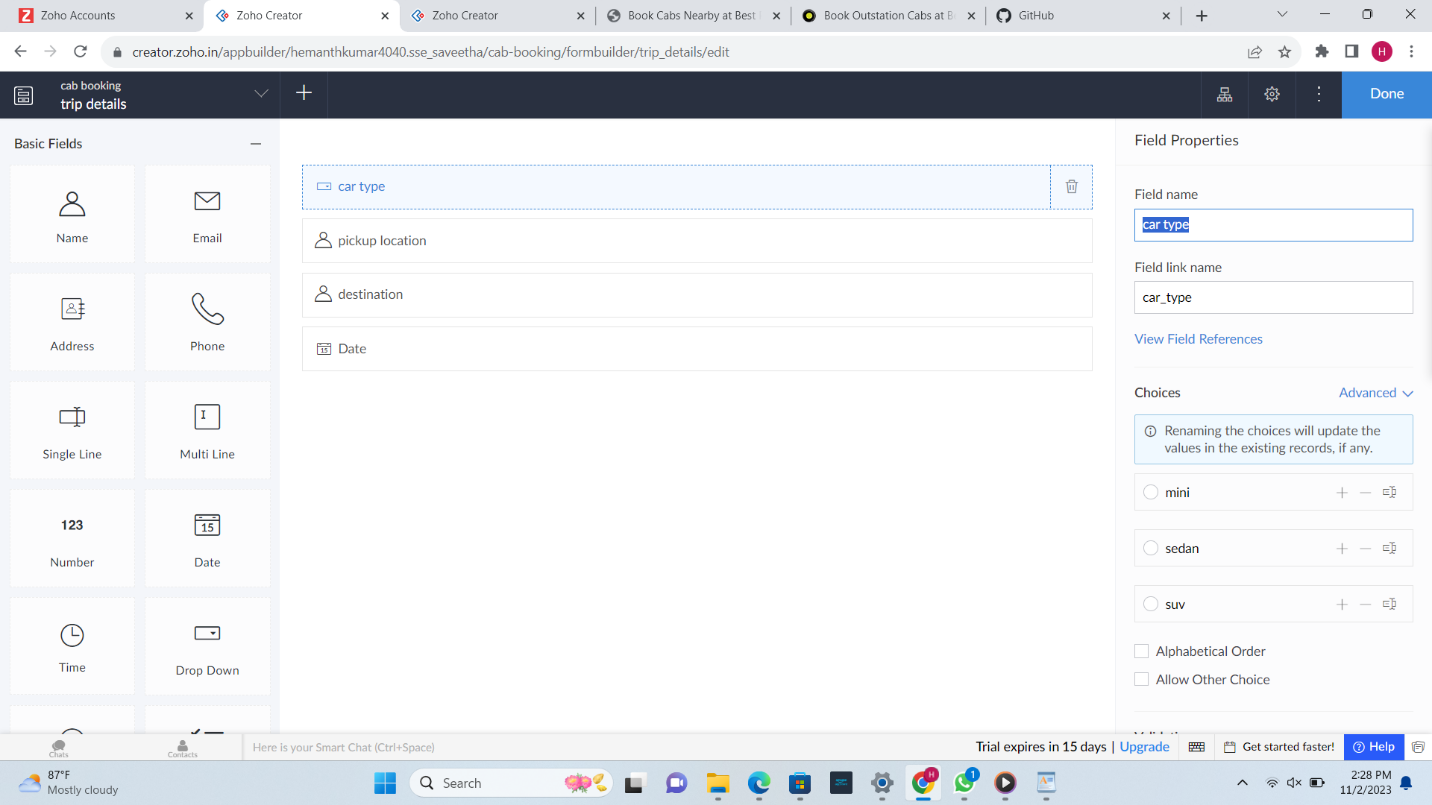 Zoho Accounts
Zoho Creator
Zoho Creator
Book Cabs Nearby at Best
Book Outstation Cabs at B
GitHub
creator.zoho.in/appbuilder/hemanthkumar4040.sse_saveetha/cab-booking/formbuilder/trip_details/edit
H
cab booking
trip details
Done
Basic Fields
Name
Email
Address
Phone
Single Line
Multi Line
123
Number
15
Date
Time
Drop Down
car type
pickup location
destination
15 Date
Field Properties
Field name
car type
Field link name
car_type
View Field References
Choices
Advanced
Renaming the choices will update the
values in the existing records, if any.
mini
sedan
suv
Alphabetical Order
Allow Other Choice
Chats
Contacts
Here is your Smart Chat (Ctrl+Space)
Trial expires in 15 days | Upgrade
Get started faster!
Help
87°F
Mostly cloudy
Search
H
1
2:28 PM
11/2/2023